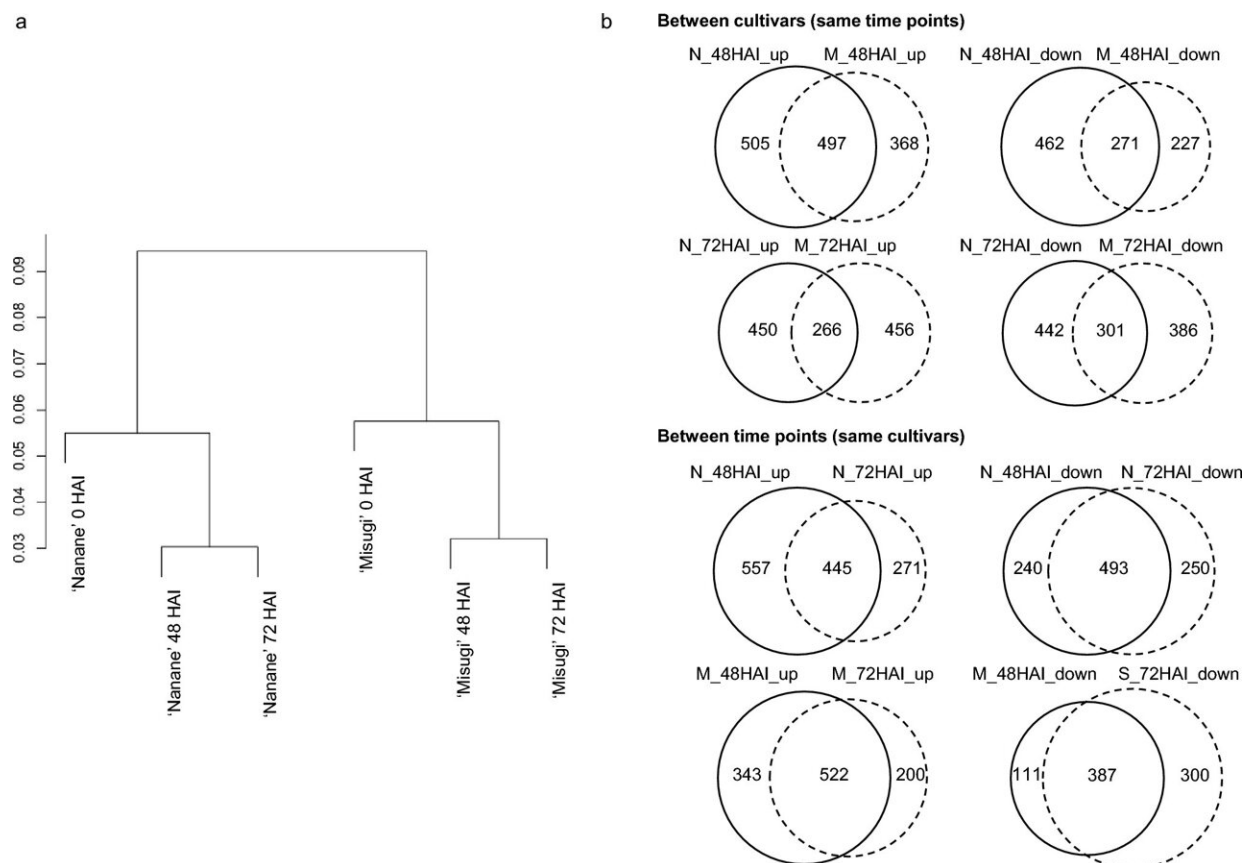 a
0.09
0.08
0.07
0.06
0.05
0.04
0.03
'Nanane' 0 HAI
'Nanane' 48 HAI
'Nanane' 72 HAI
'Misugi' 0 HAI
'Misugi' 48 HAI
'Misugi' 72 HAI
b
Between cultivars (same time points)
N_48HAI_up M_48HAI_up
505 497 368
N_48HAI_down M_48HAI_down
462 271 227
N_72HAI_up M_72HAI_up
450 266 456
N_72HAI_down M_72HAI_down
442 301 386
Between time points (same cultivars)
N_48HAI_up N_72HAI_up
557 445 271
N_48HAI_down N_72HAI_down
240 493 250
M_48HAI_up M_72HAI_up
343 522 200
M_48HAI_down S_72HAI_down
111 387 300